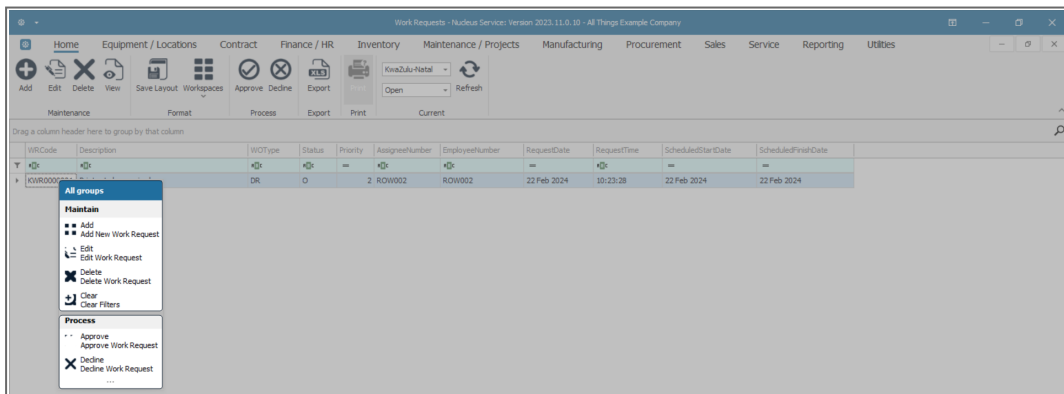 Work Requests - Nucleus Service: Version 2023.11.0.10 - All Things Example Company
Home Equipment / Locations Contract Finance / HR Inventory Maintenance / Projects Manufacturing Procurement Sales Service Reporting Utilities
KwaZulu-Natal
Open
Add Edit Delete View Save Layout Workspaces Approve Decline Export Print Refresh
Maintenance Format Process Export Print Current
Drag a column header here to group by that column
WRCode Description WOType Status Priority AssigneeNumber EmployeeNumber RequestDate RequestTime ScheduledStartDate ScheduledFinishDate
DR O 2 ROW002 ROW002 22 Feb 2024 10:23:28 22 Feb 2024 22 Feb 2024
All groups
Maintain
Add
Add New Work Request
Edit
Edit Work Request
Delete
Delete Work Request
Clear
Clear Filters
Process
Approve
Approve Work Request
Decline
Decline Work Request
...